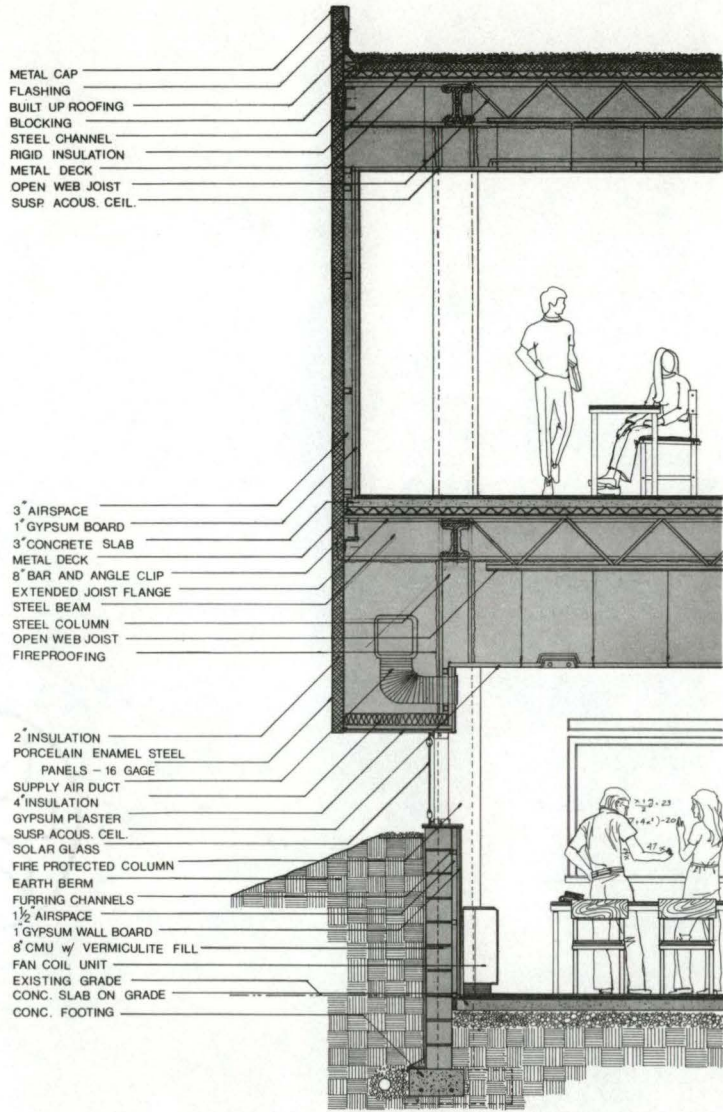 METAL CAP
FLASHING
BUILT UP ROOFING
BLOCKING
STEEL CHANNEL
RIGID INSULATION
METAL DECK
OPEN WEB JOIST
SUSP. ACOUS. CEIL.
3" AIRSPACE
1" GYPSUM BOARD
3" CONCRETE SLAB
METAL DECK
8" BAR AND ANGLE CLIP
EXTENDED JOIST FLANGE
STEEL BEAM
STEEL COLUMN
OPEN WEB JOIST
FIREPROOFING
2" INSULATION
PORCELAIN ENAMEL STEEL
PANELS - 16 GAGE
SUPPLY AIR DUCT
4" INSULATION
GYPSUM PLASTER
SUSP. ACOUS. CEIL.
SOLAR GLASS
FIRE PROTECTED COLUMN
EARTH BERM
FURRING CHANNELS
1½" AIRSPACE
1" GYPSUM WALL BOARD
8" CMU w/ VERMICULITE FILL
FAN COIL UNIT
EXISTING GRADE
CONC. SLAB ON GRADE
CONC. FOOTING